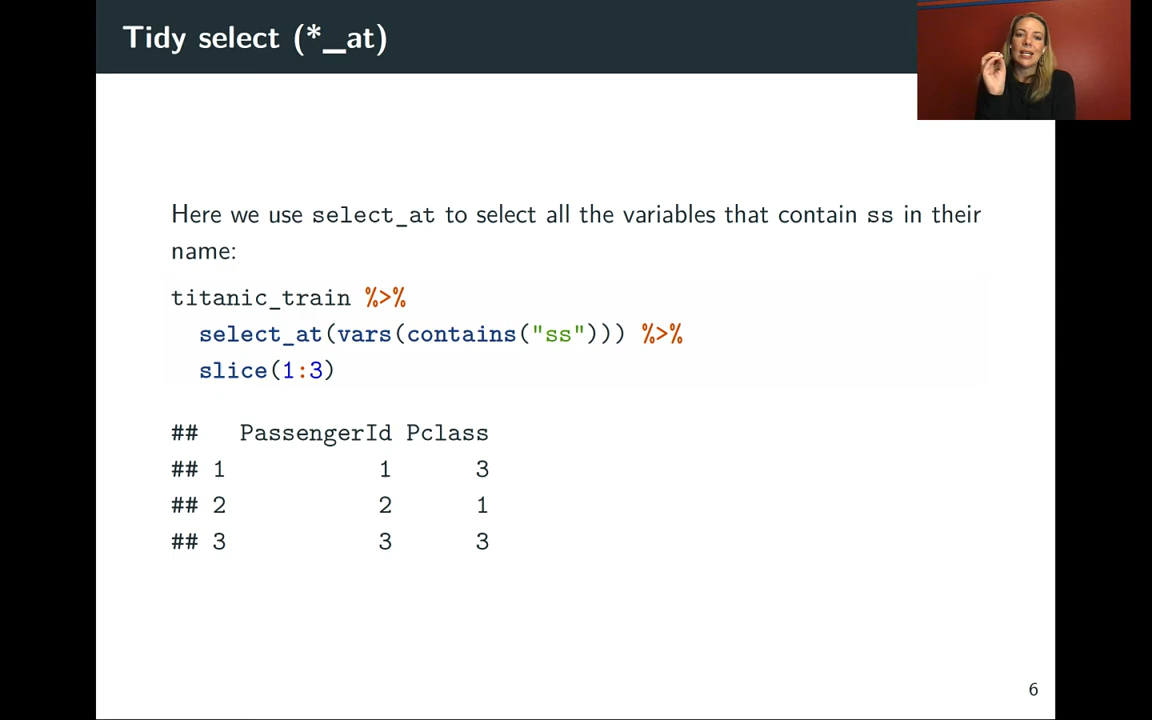 Tidy select (*_at)
Here we use select_at to select all the variables that contain ss in their
name:
titanic_train %>%
  select_at(vars(contains("ss"))) %>%
  slice(1:3)
##   PassengerId Pclass
## 1           1      3
## 2           2      1
## 3           3      3
6